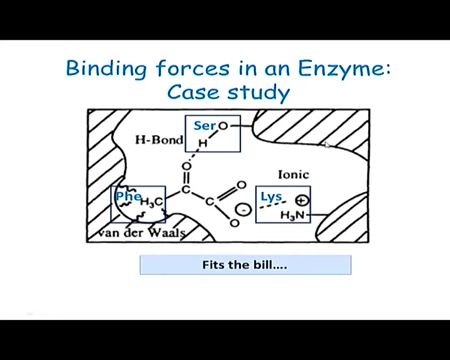 Binding forces in an Enzyme:
Case study
Ser O
H-Bond H
O
Ionic
Phe H₃C C C O
Lys +
O - H₃N
van der Waals
Fits the bill....